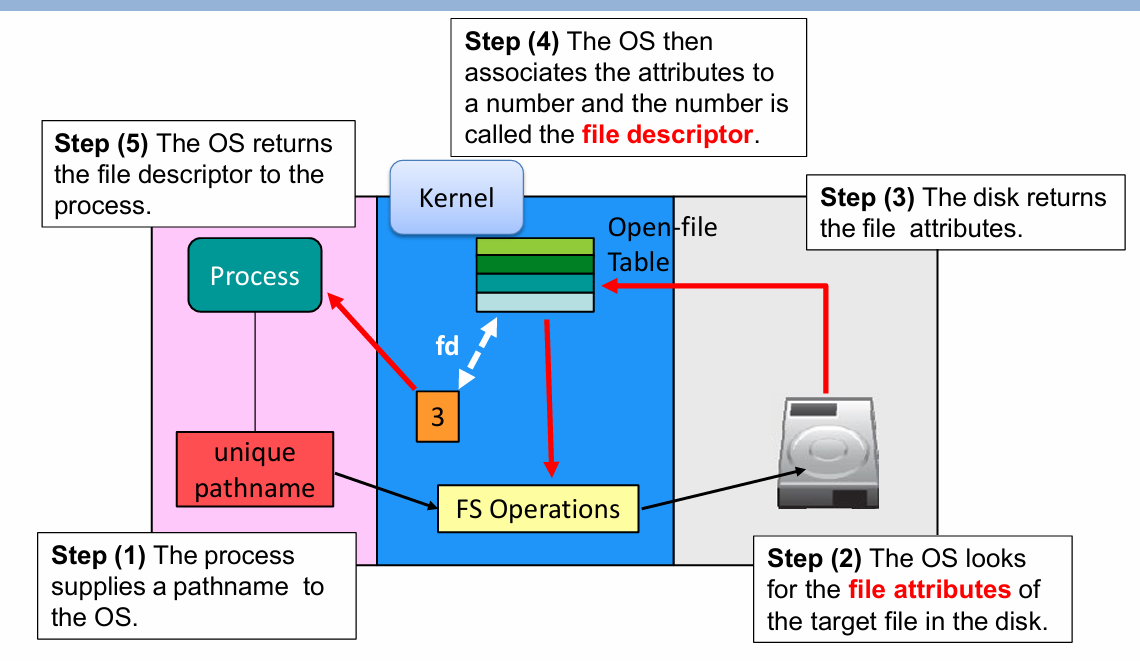 Step (4) The OS then
associates the attributes to
a number and the number is
called the file descriptor.
Step (5) The OS returns
the file descriptor to the
process.
Kernel
Step (3) The disk returns
the file  attributes.
Open-file
Table
Process
fd
3
unique
pathname
FS Operations
Step (1) The process
supplies a pathname  to
the OS.
Step (2) The OS looks
for the file attributes of
the target file in the disk.